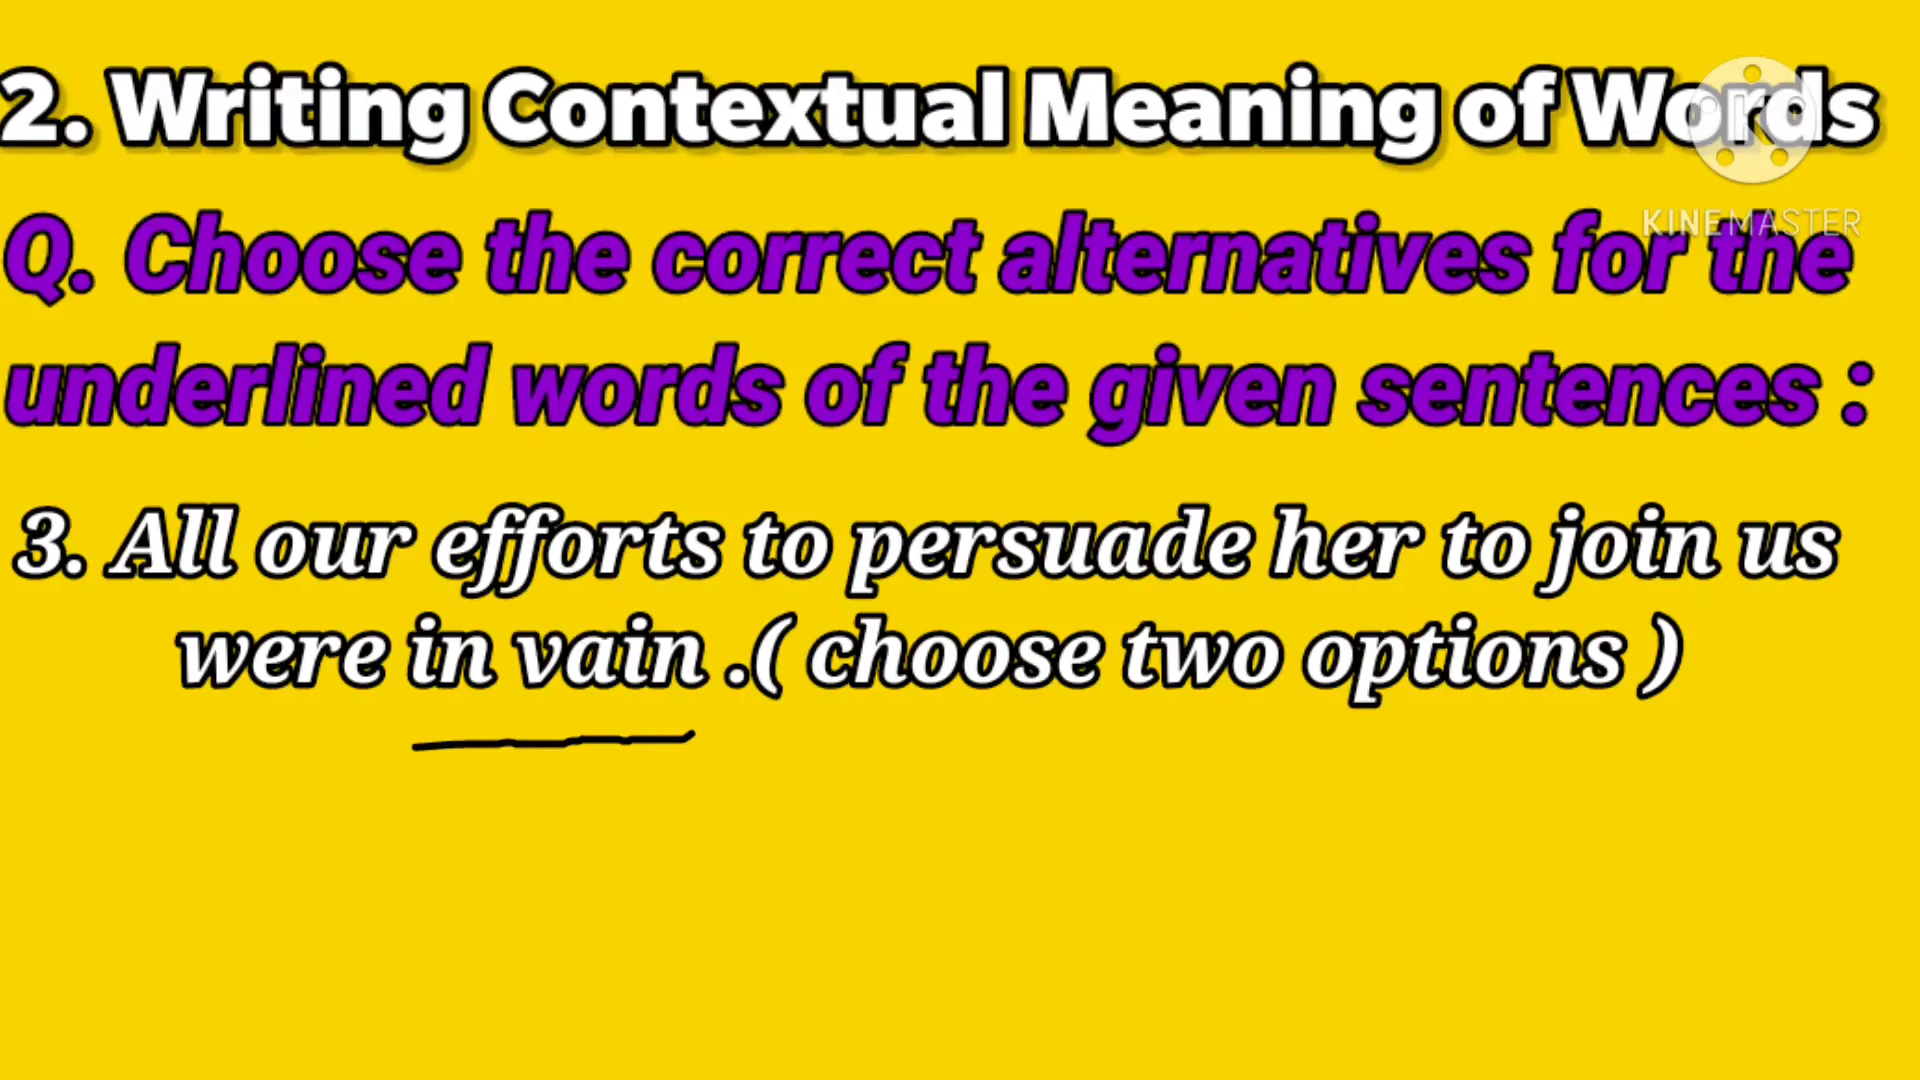 2. Writing Contextual Meaning of Words
KINEMASTER
Q. Choose the correct alternatives for the
underlined words of the given sentences :
3. All our efforts to persuade her to join us
were in vain .( choose two options )